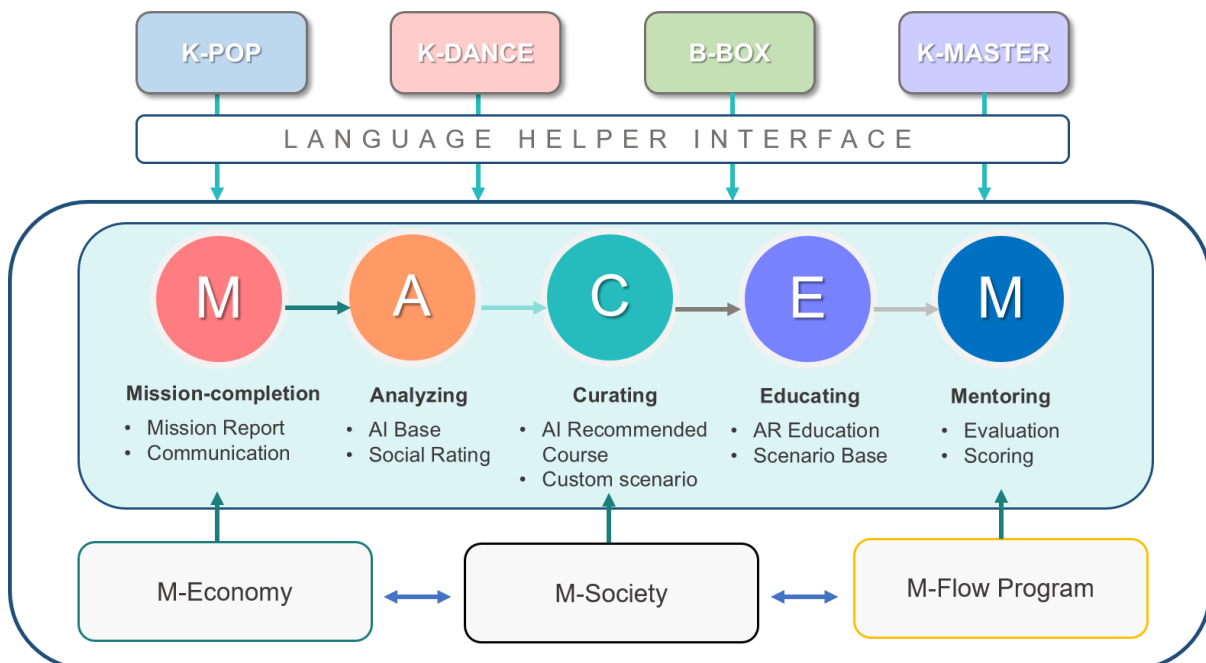 K-POP
K-DANCE
B-BOX
K-MASTER
LANGUAGE HELPER INTERFACE
M
A
C
E
M
Mission-completion
• Mission Report
• Communication
Analyzing
• AI Base
• Social Rating
Curating
• AI Recommended
Course
• Custom scenario
Educating
• AR Education
• Scenario Base
Mentoring
• Evaluation
• Scoring
M-Economy
M-Society
M-Flow Program